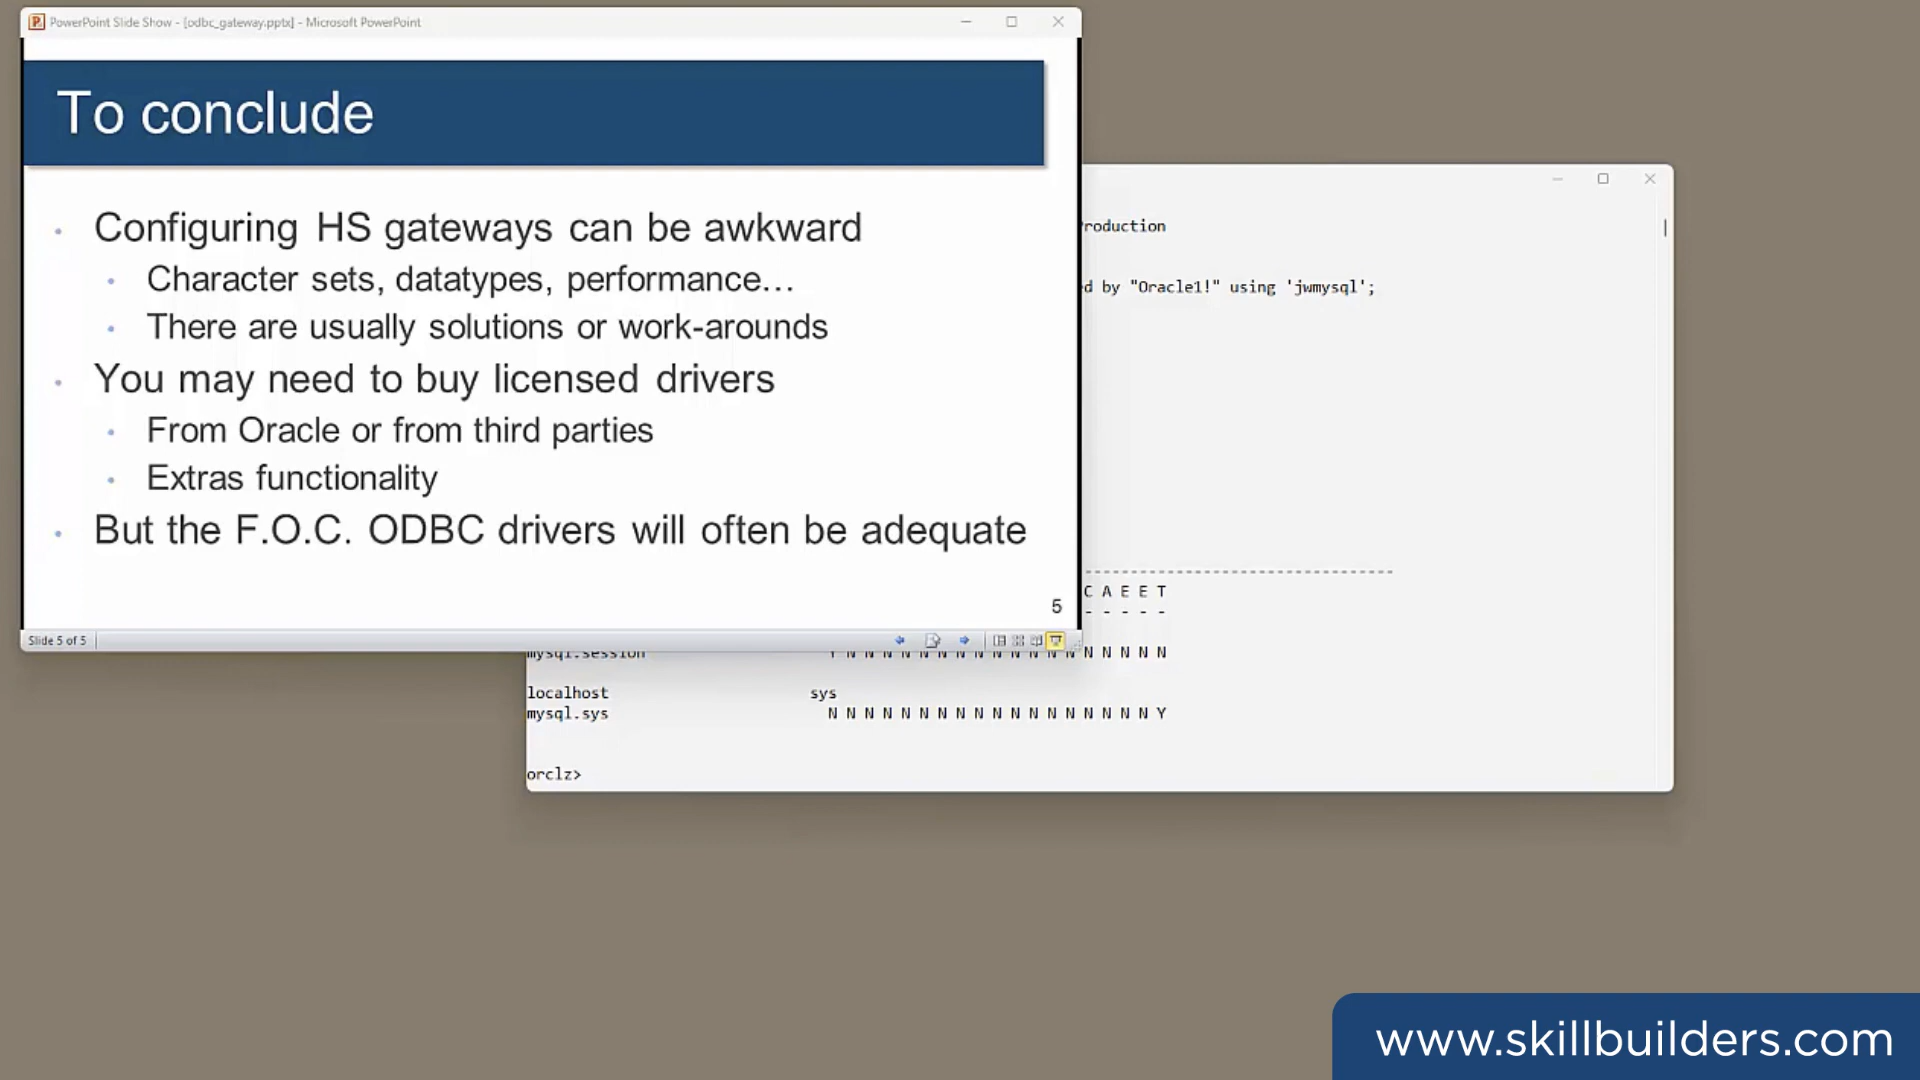 PowerPoint Slide Show - [odbc_gateway.pptx] - Microsoft PowerPoint
To conclude
Configuring HS gateways can be awkward
Character sets, datatypes, performance…
There are usually solutions or work-arounds
You may need to buy licensed drivers
From Oracle or from third parties
Extras functionality
But the F.O.C. ODBC drivers will often be adequate
5
Slide 5 of 5
roduction
d by "Oracle1!" using 'jwmysql';
----------------------------------
C A E E T
- - - - -
mysql.session Y N N N N N N N N N N N N N N N N N N
localhost sys
mysql.sys N N N N N N N N N N N N N N N N N N Y
orclz>
www.skillbuilders.com